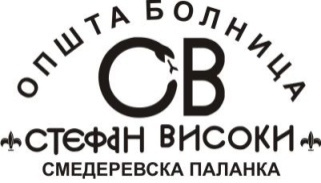 ОПШТА БОЛНИЦА
СВ
СТЕФАН ВИСОКИ
СМЕДЕРЕВСКА ПАЛАНКА